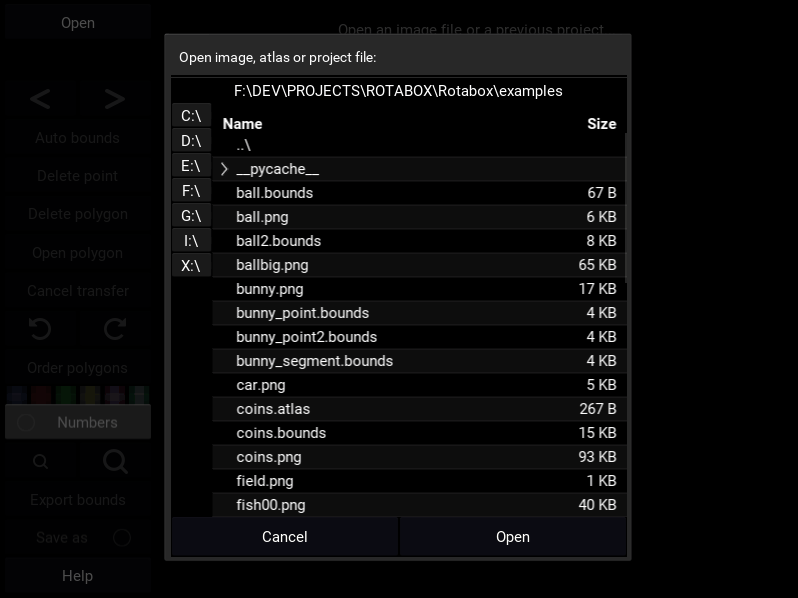 Open
Open an image file or a previous project
Open image, atlas or project file:
F:\DEV\PROJECTS\ROTABOX\Rotabox\examples
C:\
D:\
E:\
F:\
G:\
I:\
X:\
Name Size
..\
__pycache__
ball.bounds 67 B
ball.png 6 KB
ball2.bounds 8 KB
ballbig.png 65 KB
bunny.png 17 KB
bunny_point.bounds 4 KB
bunny_point2.bounds 4 KB
bunny_segment.bounds 4 KB
car.png 5 KB
coins.atlas 267 B
coins.bounds 15 KB
coins.png 93 KB
field.png 1 KB
fish00.png 40 KB
Cancel Open
< >
Auto bounds
Delete point
Delete polygon
Open polygon
Cancel transfer
Order polygons
Numbers
Export bounds
Save as
Help